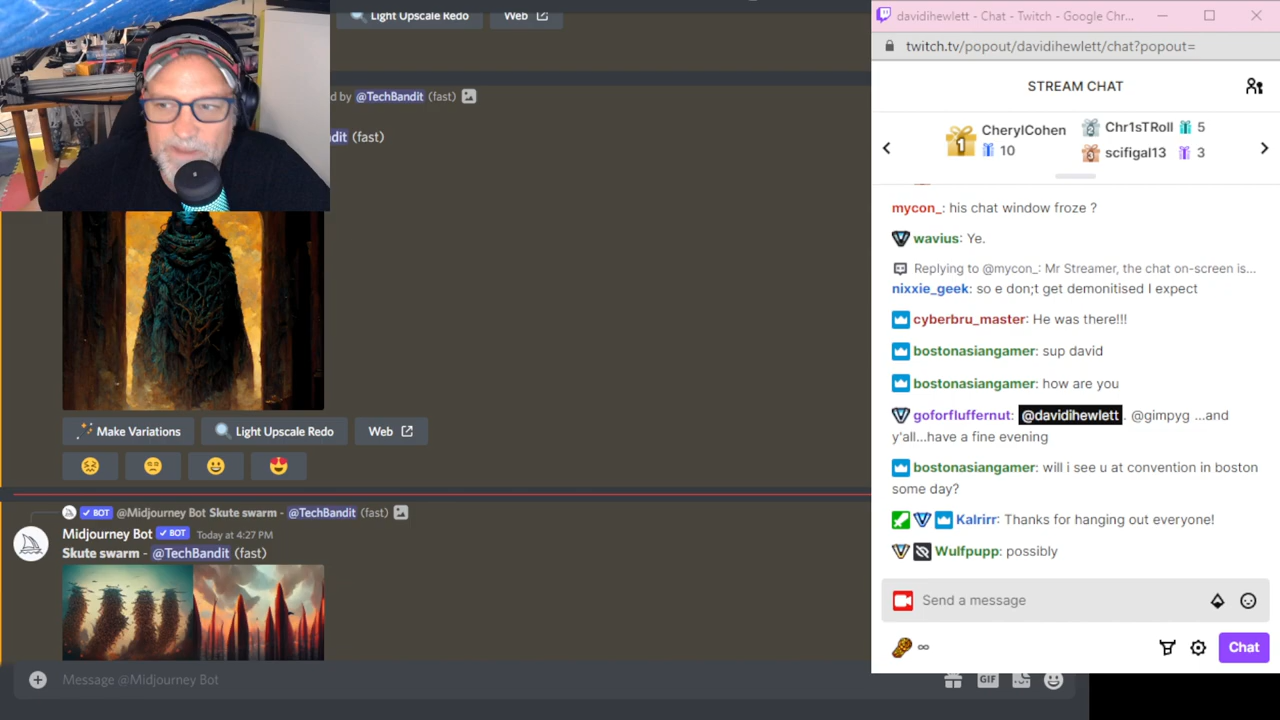 Light Upscale Redo
Web
d by @TechBandit (fast)
dit (fast)
Make Variations
Light Upscale Redo
Web
BOT @Midjourney Bot Skute swarm - @TechBandit (fast)
Midjourney Bot BOT Today at 4:27 PM
Skute swarm - @TechBandit (fast)
Message @Midjourney Bot
GIF
davidihewlett - Chat - Twitch - Google Chr...
twitch.tv/popout/davidihewlett/chat?popout=
STREAM CHAT
1 CherylCohen
10
2 Chr1sTRoll 5
3 scifigal13 3
mycon_: his chat window froze ?
wavius: Ye.
Replying to @mycon_: Mr Streamer, the chat on-screen is...
nixxie_geek: so e don;t get demonitised I expect
cyberbru_master: He was there!!!
bostonasiangamer: sup david
bostonasiangamer: how are you
goforfluffernut: @davidihewlett . @gimpyg ...and
y'all...have a fine evening
bostonasiangamer: will i see u at convention in boston
some day?
Kalrirr: Thanks for hanging out everyone!
Wulfpupp: possibly
Send a message
∞
Chat